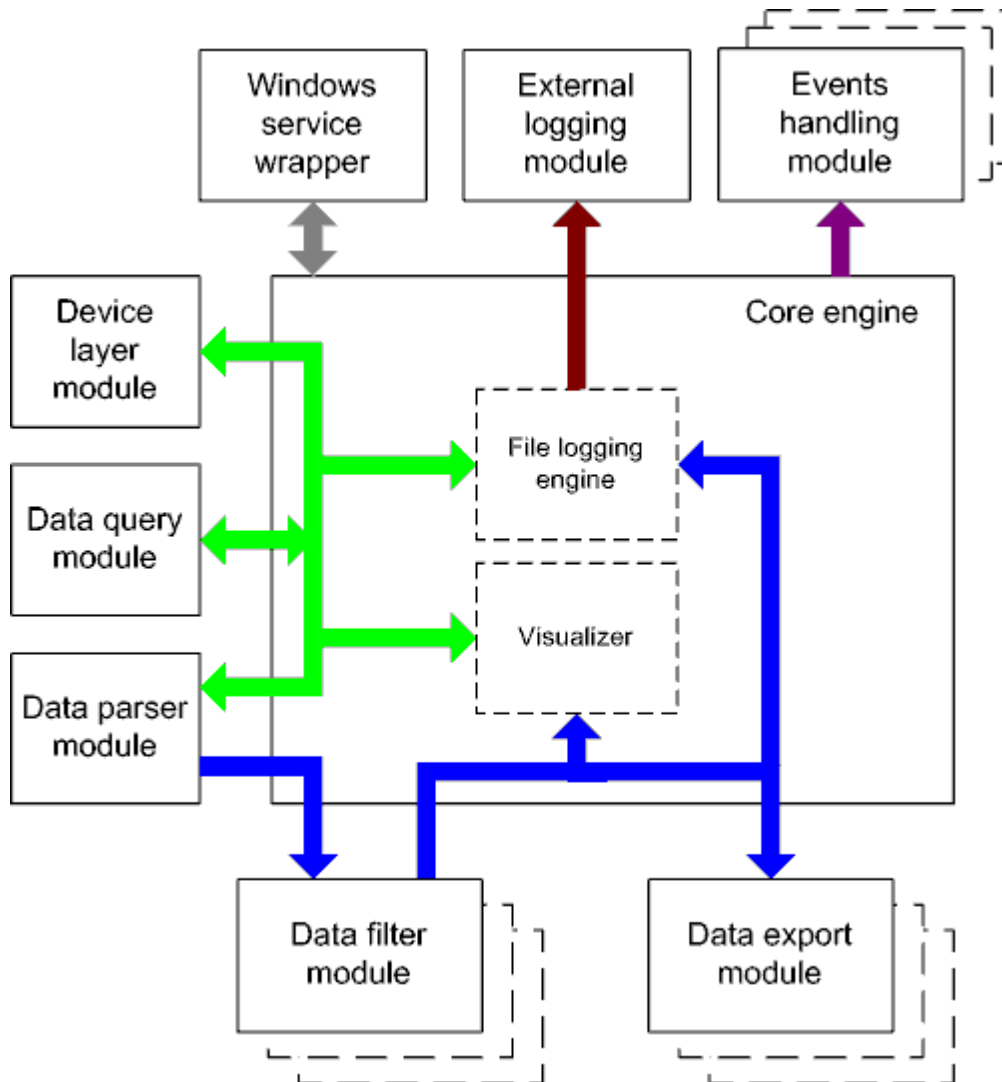 Windows
service
wrapper
External
logging
module
Events
handling
module
Device
layer
module
Core engine
File logging
engine
Data query
module
Visualizer
Data parser
module
Data filter
module
Data export
module